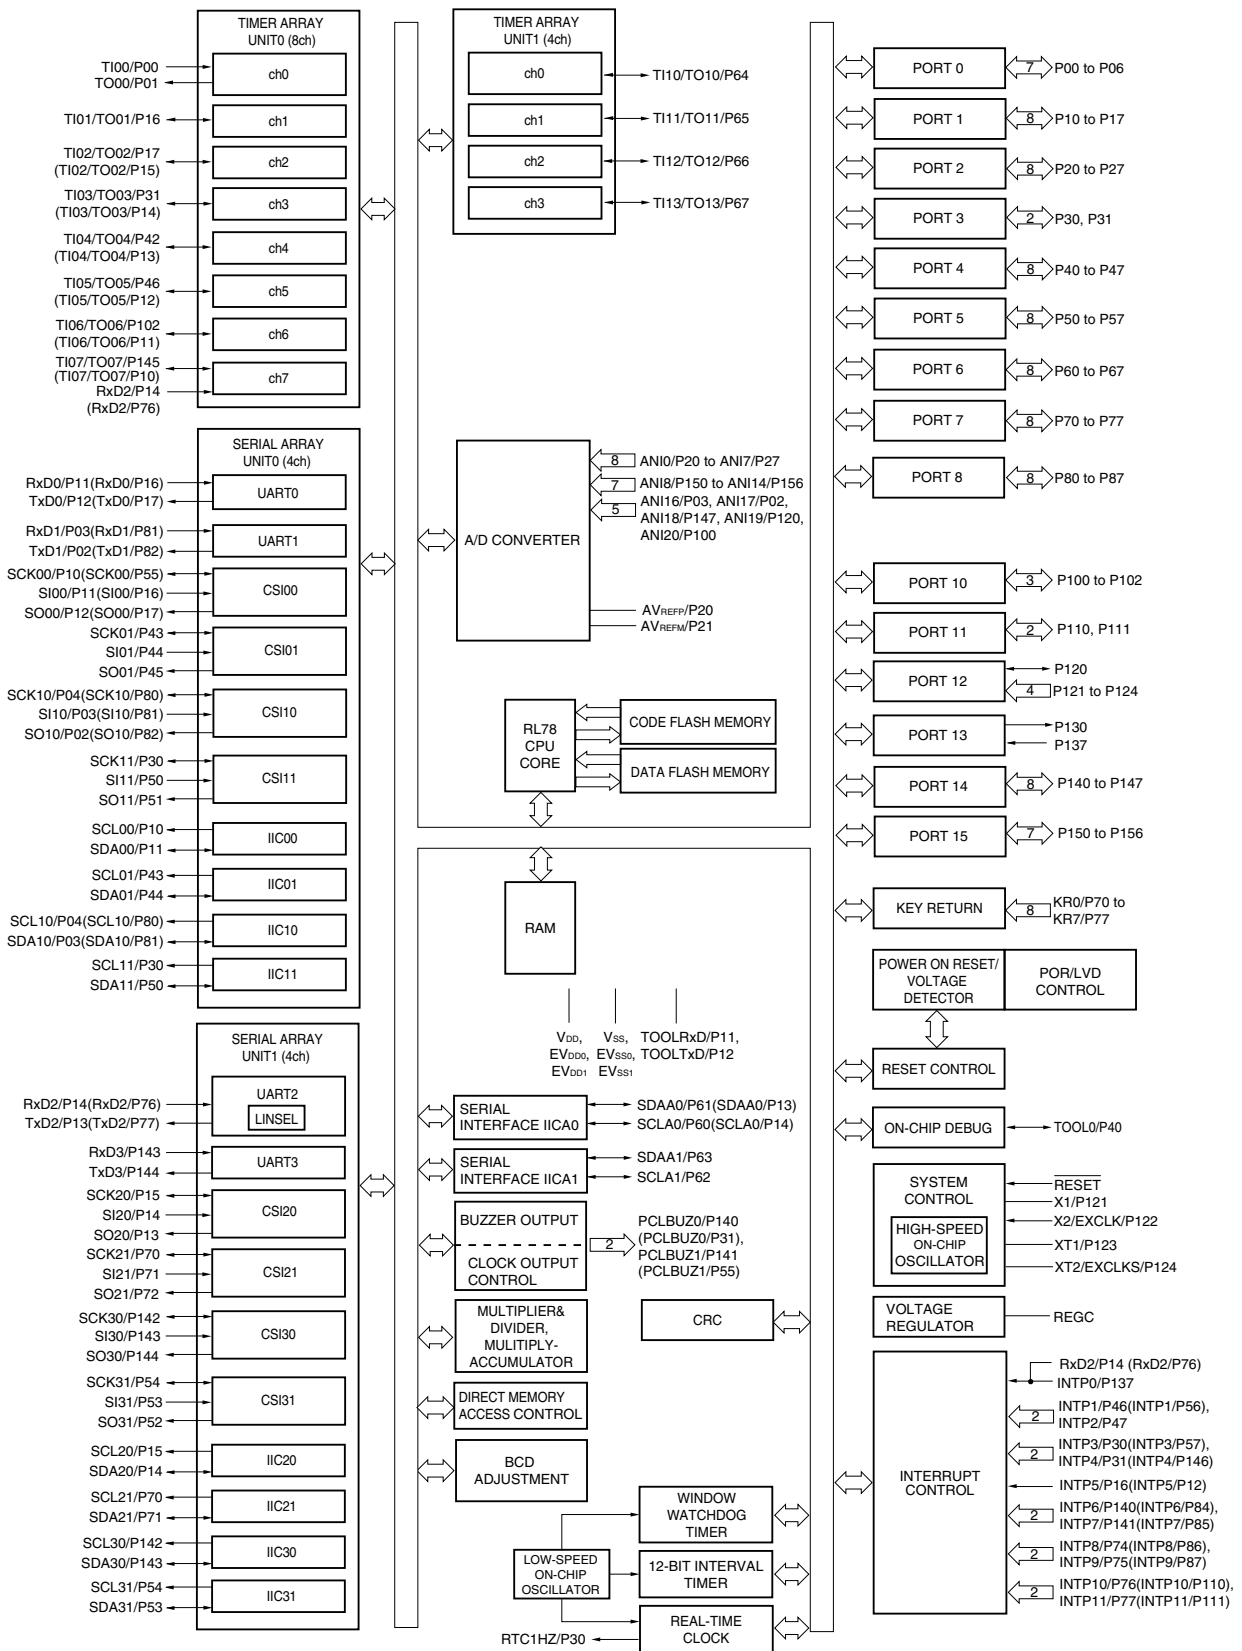 TIMER ARRAY
UNIT0 (8ch)
TI00/P00
TO00/P01
ch0
TI01/TO01/P16
ch1
TI02/TO02/P17
(TI02/TO02/P15)
ch2
TI03/TO03/P31
(TI03/TO03/P14)
ch3
TI04/TO04/P42
(TI04/TO04/P13)
ch4
TI05/TO05/P46
(TI05/TO05/P12)
ch5
TI06/TO06/P102
(TI06/TO06/P11)
ch6
TI07/TO07/P145
(TI07/TO07/P10)
RxD2/P14
(RxD2/P76)
ch7
SERIAL ARRAY
UNIT0 (4ch)
RxD0/P11(RxD0/P16)
TxD0/P12(TxD0/P17)
UART0
RxD1/P03(RxD1/P81)
TxD1/P02(TxD1/P82)
UART1
SCK00/P10(SCK00/P55)
SI00/P11(SI00/P16)
SO00/P12(SO00/P17)
CSI00
SCK01/P43
SI01/P44
SO01/P45
CSI01
SCK10/P04(SCK10/P80)
SI10/P03(SI10/P81)
SO10/P02(SO10/P82)
CSI10
SCK11/P30
SI11/P50
SO11/P51
CSI11
SCL00/P10
SDA00/P11
IIC00
SCL01/P43
SDA01/P44
IIC01
SCL10/P04(SCL10/P80)
SDA10/P03(SDA10/P81)
IIC10
SCL11/P30
SDA11/P50
IIC11
SERIAL ARRAY
UNIT1 (4ch)
RxD2/P14(RxD2/P76)
TxD2/P13(TxD2/P77)
UART2
LINSEL
RxD3/P143
TxD3/P144
UART3
SCK20/P15
SI20/P14
SO20/P13
CSI20
SCK21/P70
SI21/P71
SO21/P72
CSI21
SCK30/P142
SI30/P143
SO30/P144
CSI30
SCK31/P54
SI31/P53
SO31/P52
CSI31
SCL20/P15
SDA20/P14
IIC20
SCL21/P70
SDA21/P71
IIC21
SCL30/P142
SDA30/P143
IIC30
SCL31/P54
SDA31/P53
IIC31
TIMER ARRAY
UNIT1 (4ch)
ch0
TI10/TO10/P64
ch1
TI11/TO11/P65
ch2
TI12/TO12/P66
ch3
TI13/TO13/P67
A/D CONVERTER
8 ANI0/P20 to ANI7/P27
7 ANI8/P150 to ANI14/P156
5 ANI16/P03, ANI17/P02,
ANI18/P147, ANI19/P120,
ANI20/P100
AVREFP/P20
AVREFM/P21
RL78
CPU
CORE
CODE FLASH MEMORY
DATA FLASH MEMORY
RAM
VDD,
EVDD0,
EVDD1
VSS,
EVSS0,
EVSS1
TOOLRxD/P11,
TOOLTxD/P12
SERIAL
INTERFACE IICA0
SDAA0/P61(SDAA0/P13)
SCLA0/P60(SCLA0/P14)
SERIAL
INTERFACE IICA1
SDAA1/P63
SCLA1/P62
BUZZER OUTPUT
CLOCK OUTPUT
CONTROL
2
PCLBUZ0/P140
(PCLBUZ0/P31),
PCLBUZ1/P141
(PCLBUZ1/P55)
MULTIPLIER&
DIVIDER,
MULITIPLY-
ACCUMULATOR
CRC
DIRECT MEMORY
ACCESS CONTROL
BCD
ADJUSTMENT
LOW-SPEED
ON-CHIP
OSCILLATOR
WINDOW
WATCHDOG
TIMER
12-BIT INTERVAL
TIMER
REAL-TIME
CLOCK
RTC1HZ/P30
PORT 0
7 P00 to P06
PORT 1
8 P10 to P17
PORT 2
8 P20 to P27
PORT 3
2 P30, P31
PORT 4
8 P40 to P47
PORT 5
8 P50 to P57
PORT 6
8 P60 to P67
PORT 7
8 P70 to P77
PORT 8
8 P80 to P87
PORT 10
3 P100 to P102
PORT 11
2 P110, P111
PORT 12
P120
4 P121 to P124
PORT 13
P130
P137
PORT 14
8 P140 to P147
PORT 15
7 P150 to P156
KEY RETURN
8 KR0/P70 to
KR7/P77
POWER ON RESET/
VOLTAGE
DETECTOR
POR/LVD
CONTROL
RESET CONTROL
ON-CHIP DEBUG
TOOL0/P40
SYSTEM
CONTROL
HIGH-SPEED
ON-CHIP
OSCILLATOR
RESET
X1/P121
X2/EXCLK/P122
XT1/P123
XT2/EXCLKS/P124
VOLTAGE
REGULATOR
REGC
INTERRUPT
CONTROL
RxD2/P14 (RxD2/P76)
INTP0/P137
2 INTP1/P46(INTP1/P56),
INTP2/P47
2 INTP3/P30(INTP3/P57),
INTP4/P31(INTP4/P146)
INTP5/P16(INTP5/P12)
2 INTP6/P140(INTP6/P84),
INTP7/P141(INTP7/P85)
2 INTP8/P74(INTP8/P86),
INTP9/P75(INTP9/P87)
2 INTP10/P76(INTP10/P110),
INTP11/P77(INTP11/P111)